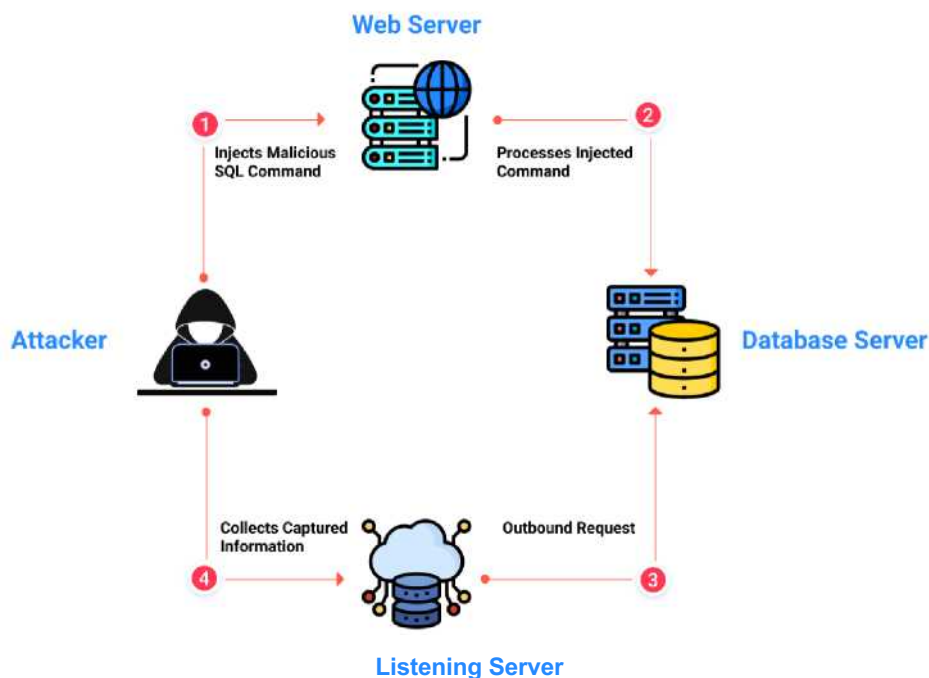 Web Server
1
2
Injects Malicious
SQL Command
Processes Injected
Command
Attacker
Database Server
Collects Captured
Information
Outbound Request
4
3
Listening Server